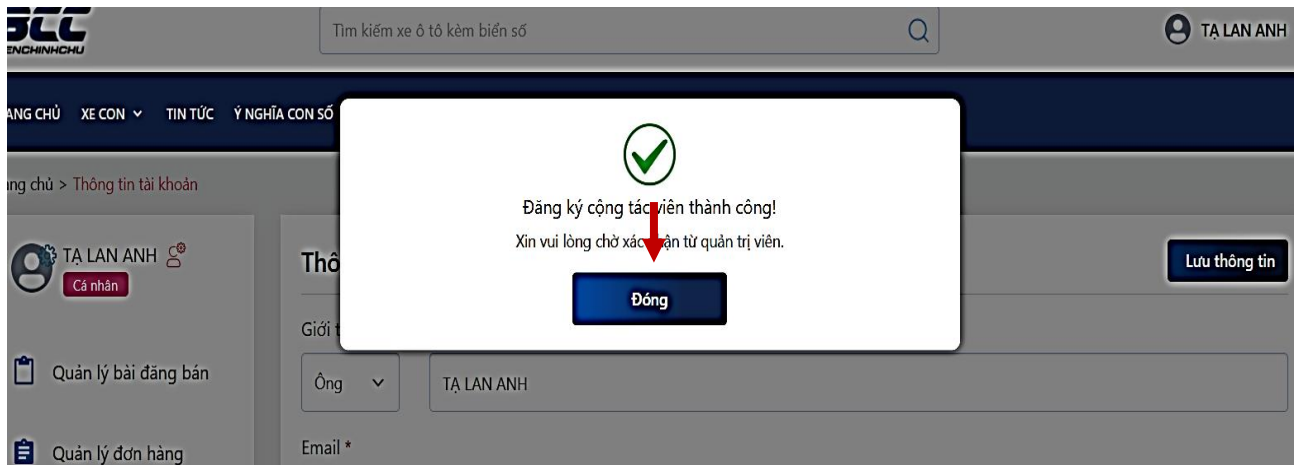 ENCHINHCHU
Tìm kiếm xe ô tô kèm biển số
TẠ LAN ANH
ANG CHỦ XE CON TIN TỨC Ý NGHĨA CON SỐ
ang chủ > Thông tin tài khoản
Đăng ký cộng tác viên thành công!
Xin vui lòng chờ xác nhận từ quản trị viên.
Đóng
TẠ LAN ANH
Cá nhân
Thô
Lưu thông tin
Giới t
Quản lý bài đăng bán
Ông
TẠ LAN ANH
Quản lý đơn hàng
Email *